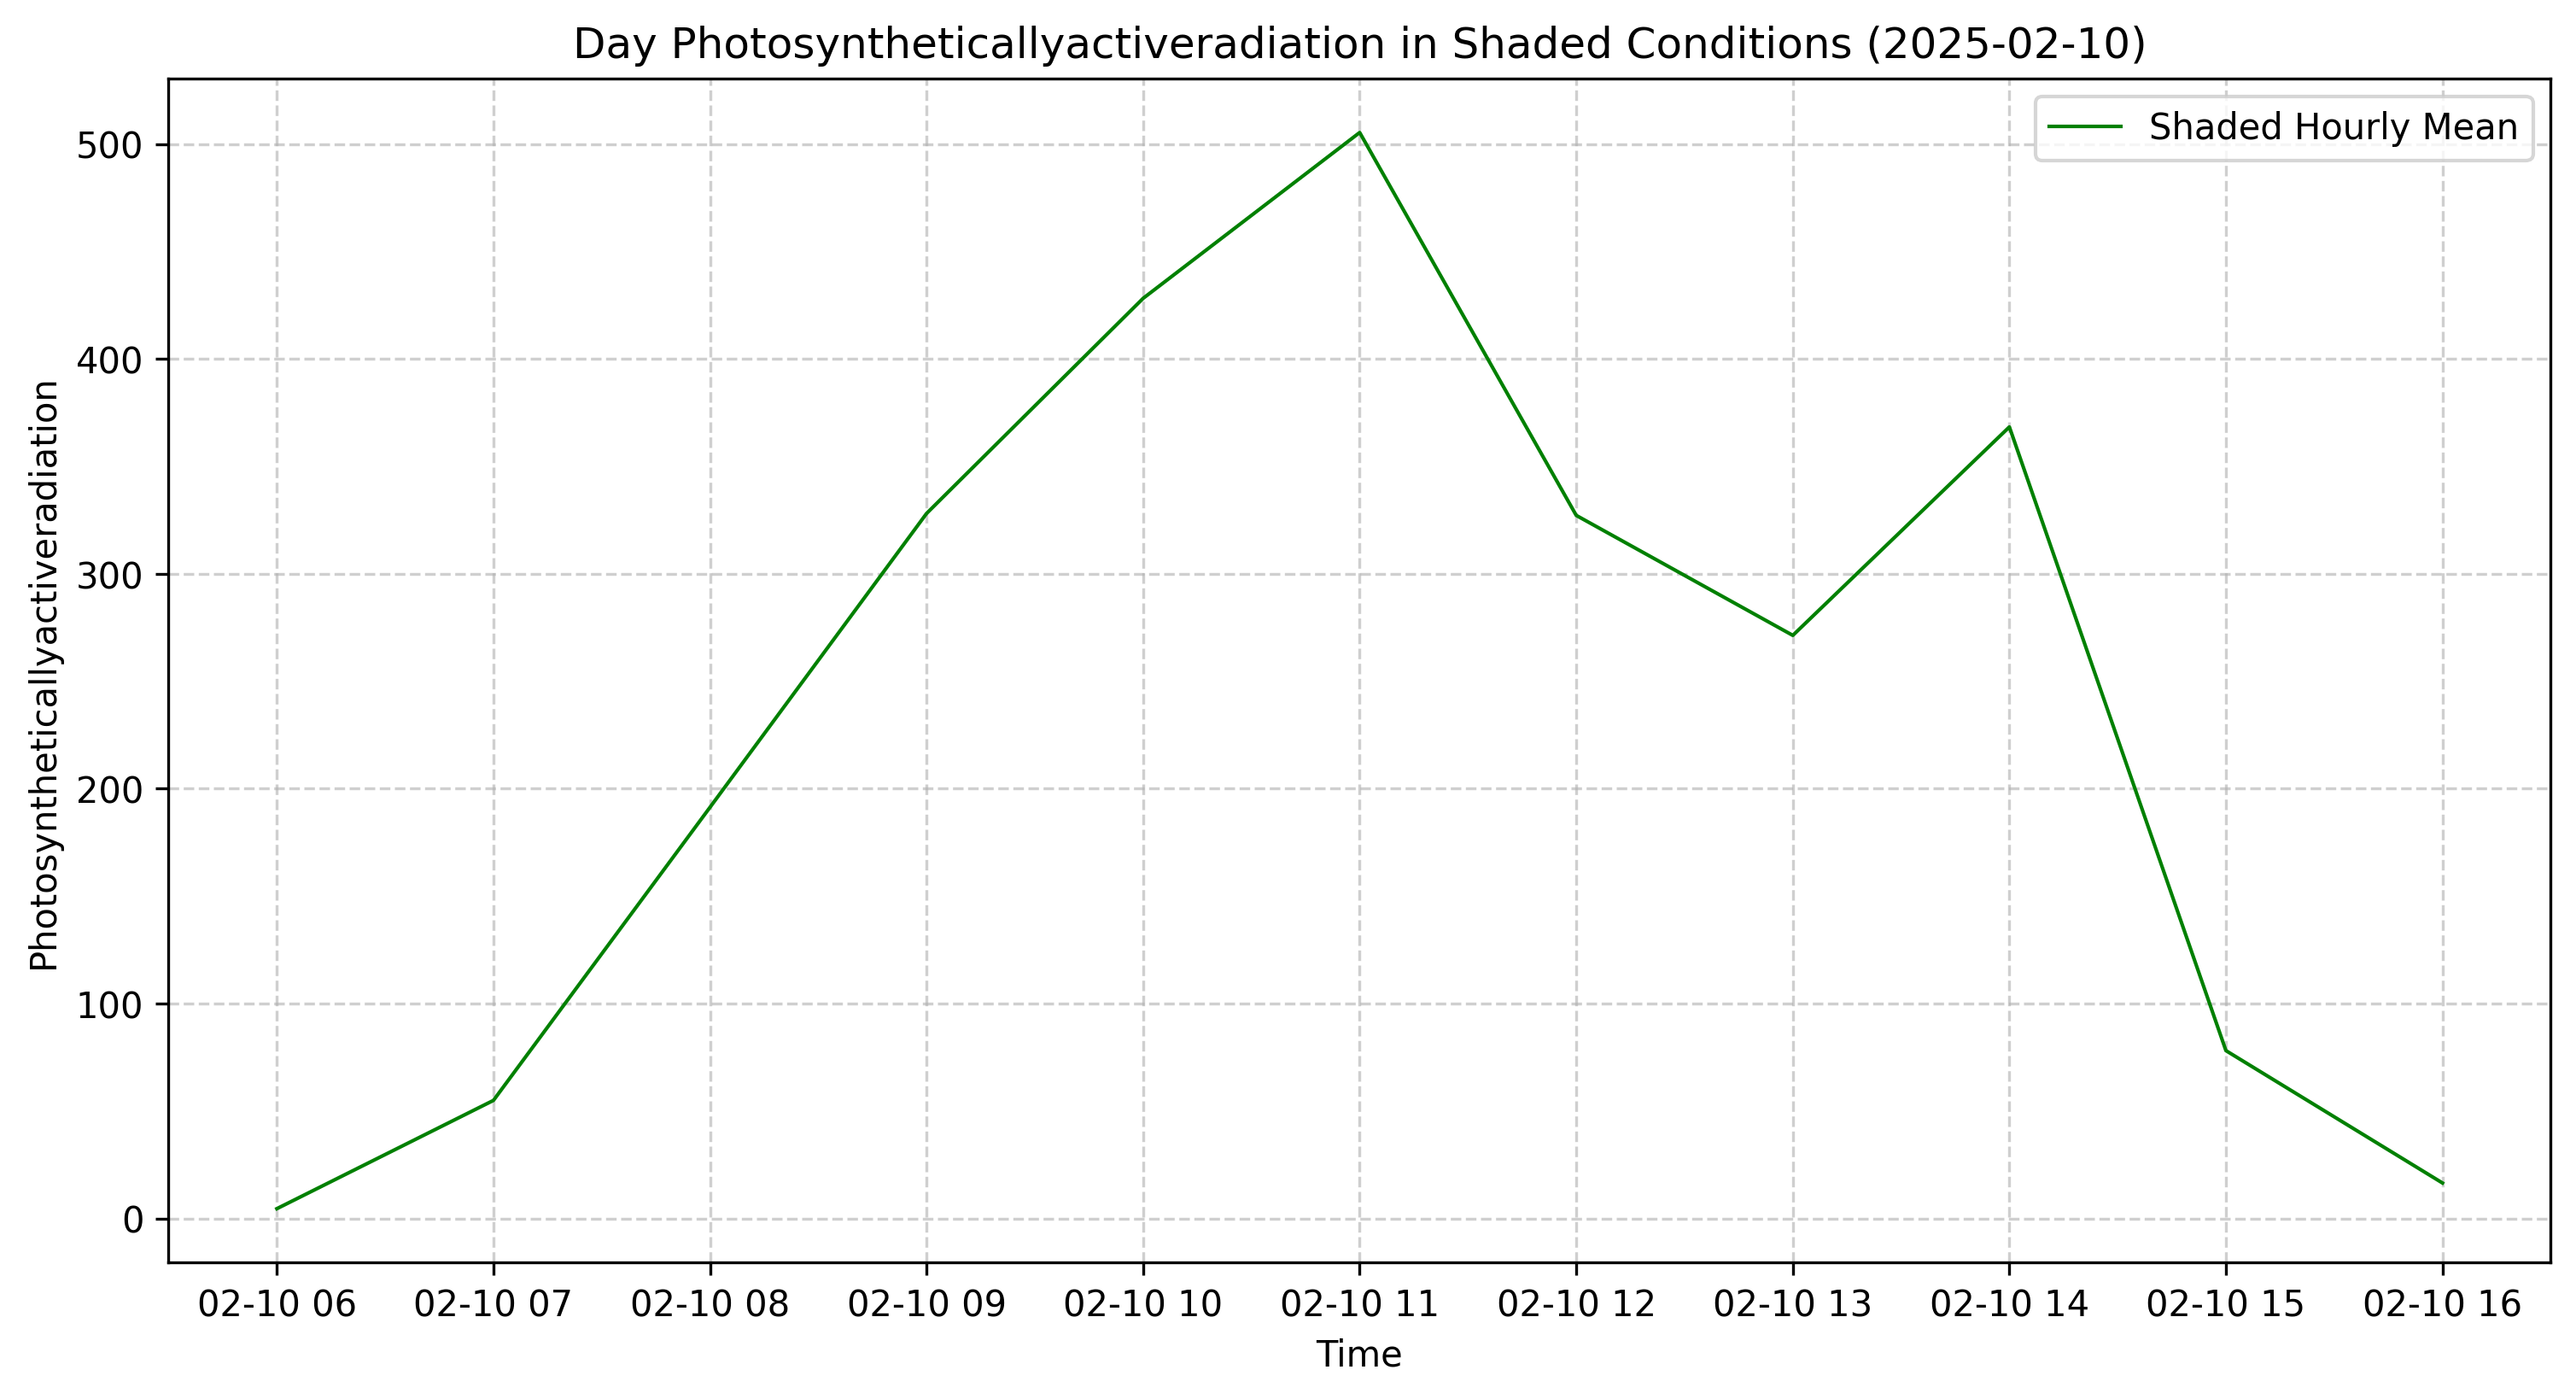 Day Photosyntheticallyactiveradiation in Shaded Conditions (2025-02-10)
Shaded Hourly Mean
Photosyntheticallyactiveradiation
500
400
300
200
100
0
02-10 06 02-10 07 02-10 08 02-10 09 02-10 10 02-10 11 02-10 12 02-10 13 02-10 14 02-10 15 02-10 16
Time